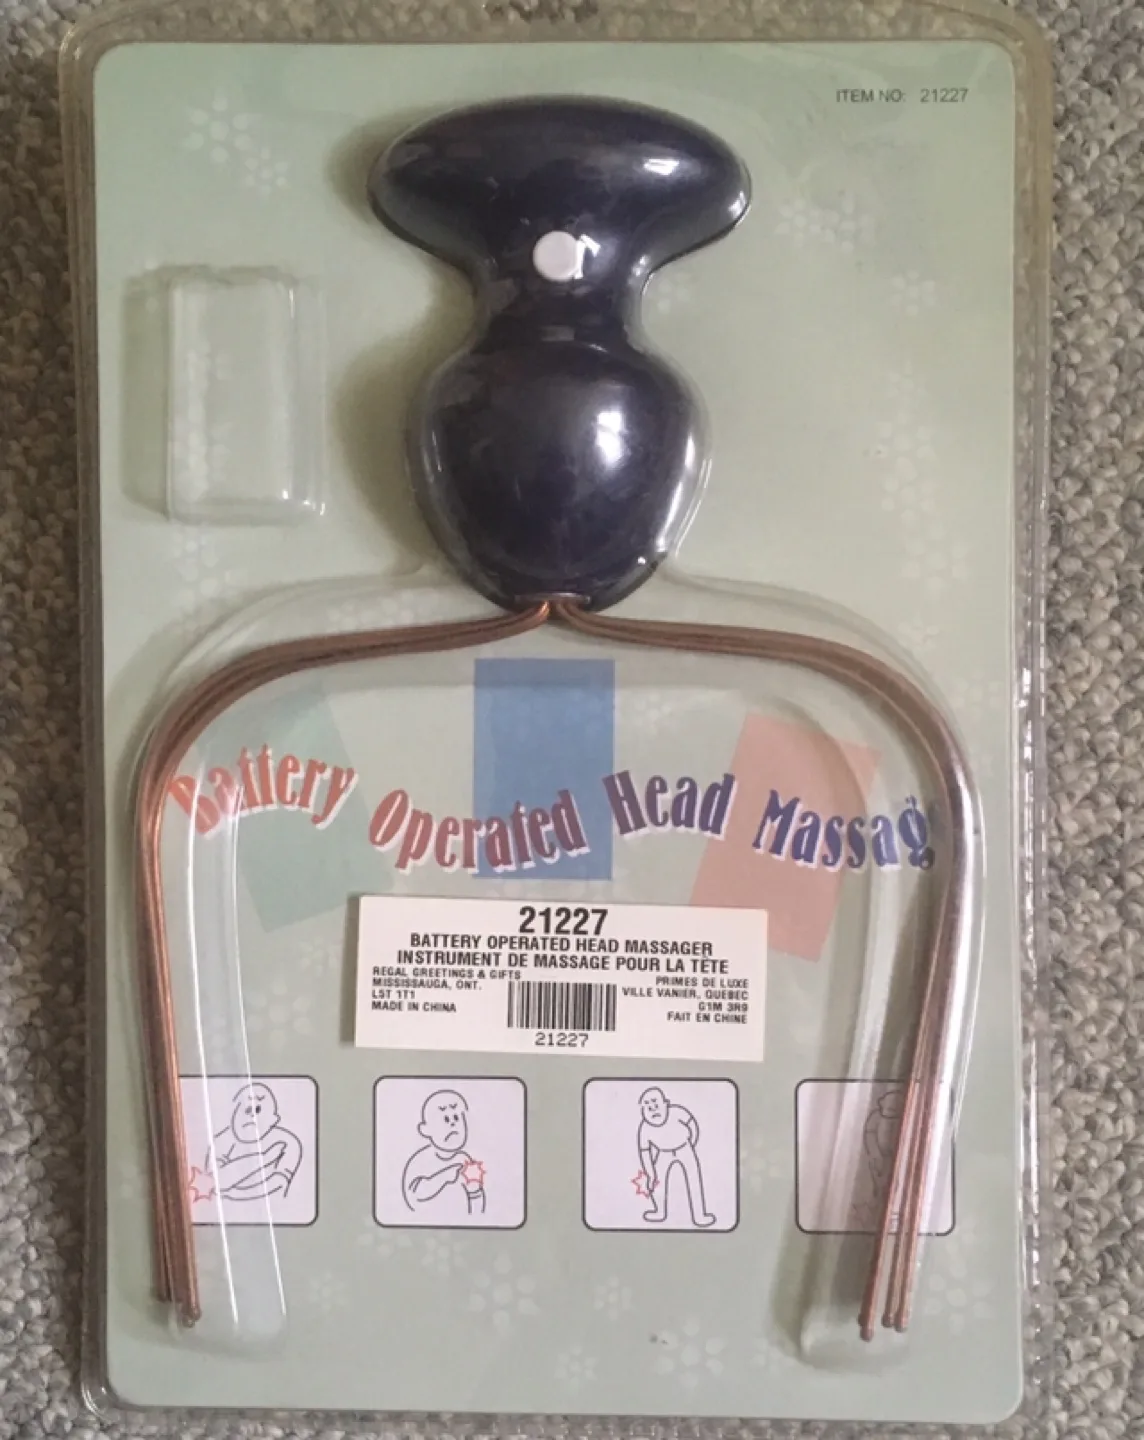 ITEM NO: 21227
Battery Operated Head Massag
21227
BATTERY OPERATED HEAD MASSAGER
INSTRUMENT DE MASSAGE POUR LA TÊTE
REGAL GREETINGS & GIFTS
MISSISSAUGA, ONT.
L5T 1T1
MADE IN CHINA
PRIMES DE LUXE
VILLE VANIER, QUEBEC
G1M 3R9
FAIT EN CHINE
21227